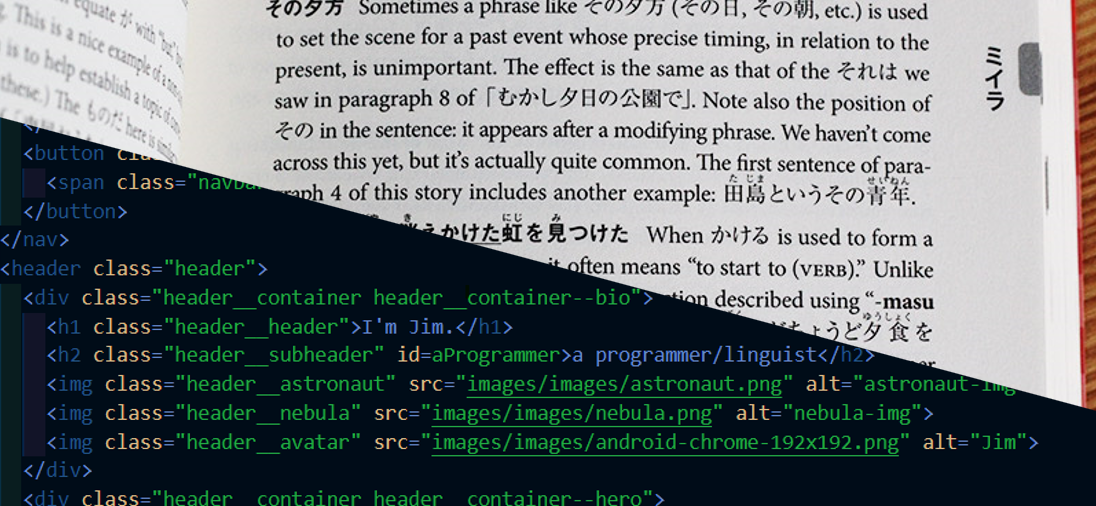 equate が with "but,"
This is a nice example of a
is to help establish a topic of
these.) The ものだ here is
その夕方 Sometimes a phrase like その夕方 (その日, その朝, etc.) is used
to set the scene for a past event whose precise timing, in relation to the
present, is unimportant. The effect is the same as that of the それは we
saw in paragraph 8 of「むかし夕日の公園で」. Note also the position of
その in the sentence: it appears after a modifying phrase. We haven't come
across this yet, but it's actually quite common. The first sentence of para-
graph 4 of this story includes another example: 田島というその青年.
えかけた虹を見つけた When かける is used to form a
it often means "to start to (VERB)." Unlike
described using "-masu
ちょうど夕食を
ミイラ
<button
<span class="navba
</button>
</nav>
<header class="header">
<div class="header__container header__container--bio">
<h1 class="header__header">I'm Jim.</h1>
<h2 class="header__subheader" id=aProgrammer>a programmer/linguist</h2>
<img class="header__astronaut" src="images/images/astronaut.png" alt="astronaut-img
<img class="header__nebula" src="images/images/nebula.png" alt="nebula-img">
<img class="header__avatar" src="images/images/android-chrome-192x192.png" alt="Jim">
</div>
<div class="header__container header__container--hero">